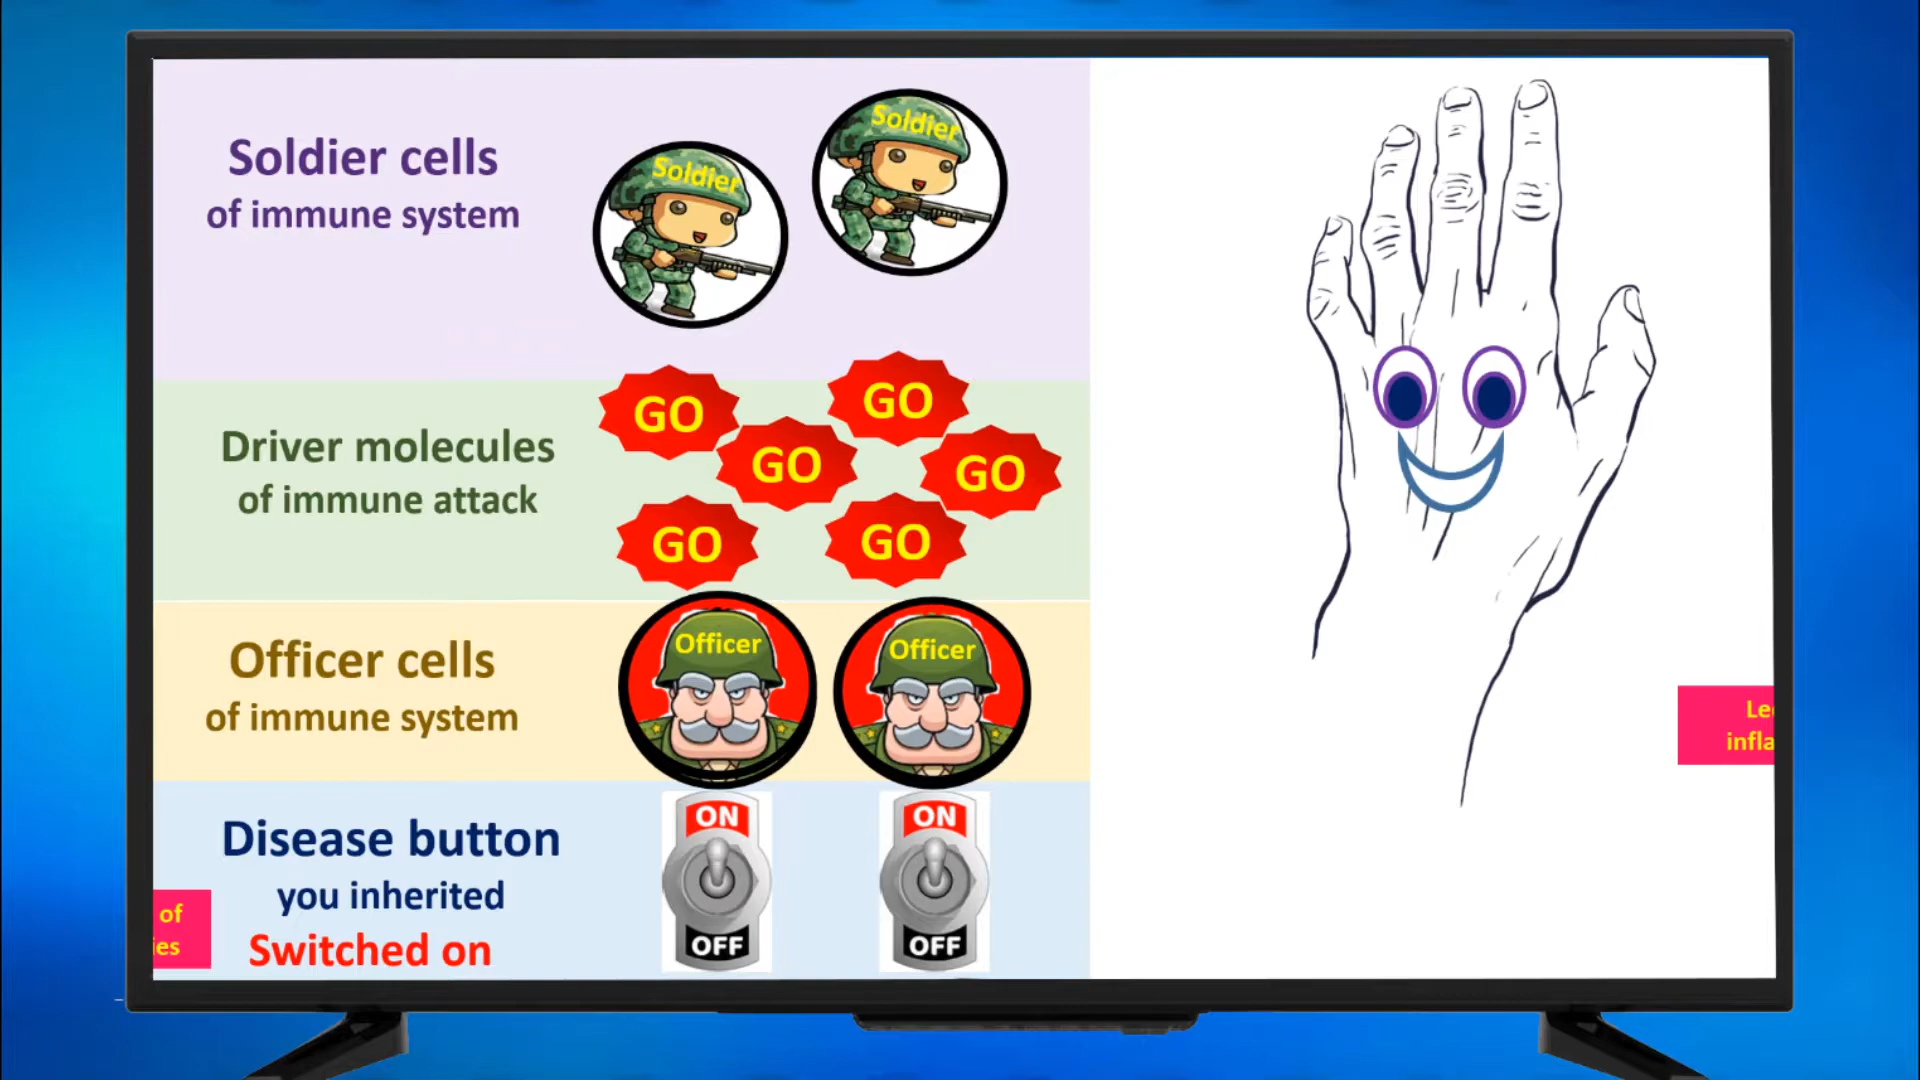 Soldier cells
of immune system
Soldier
Soldier
Driver molecules
of immune attack
GO
GO
GO
GO
GO
GO
Officer cells
of immune system
Officer
Officer
Disease button
you inherited
Switched on
ON
OFF
ON
OFF
of